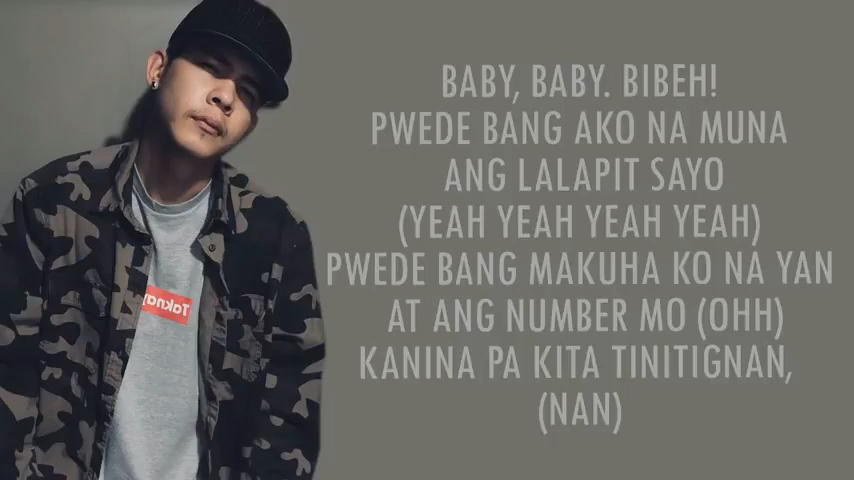 BABY, BABY. BIBEH!
PWEDE BANG AKO NA MUNA
ANG LALAPIT SAYO
(YEAH YEAH YEAH YEAH)
PWEDE BANG MAKUHA KO NA YAN
AT ANG NUMBER MO (OHH)
KANINA PA KITA TINITIGNAN,
(NAN)